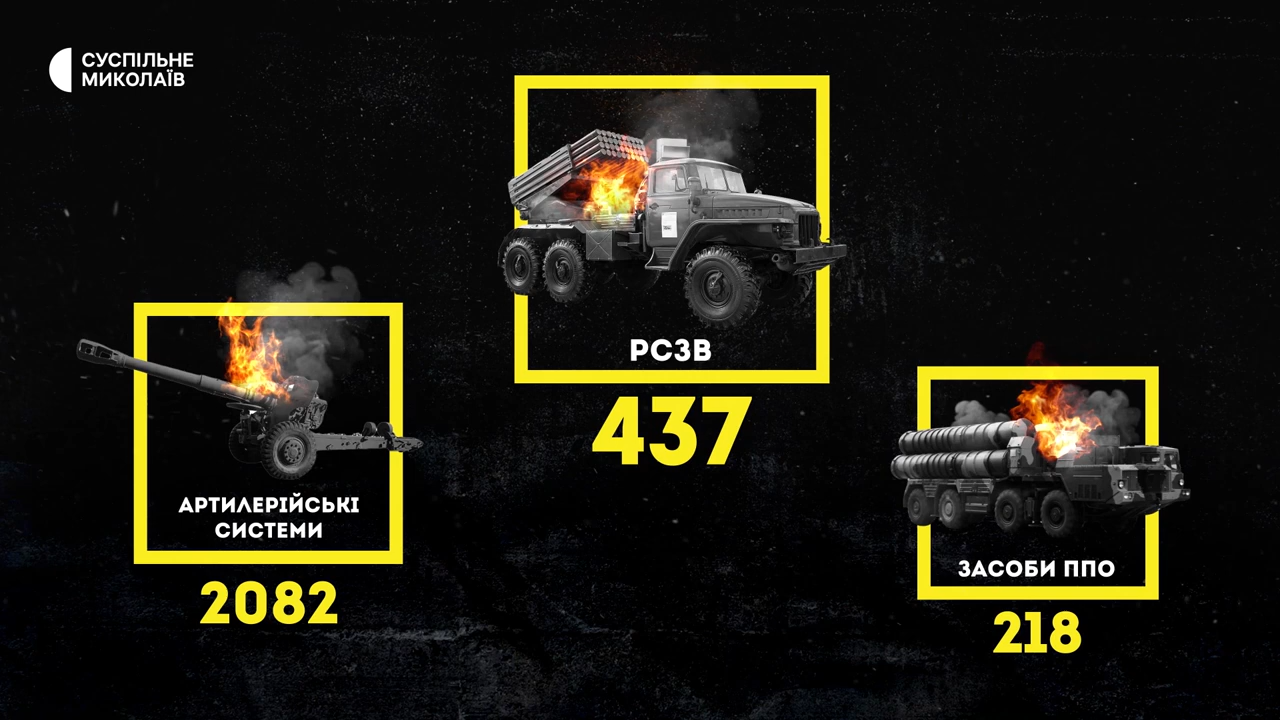 СУСПІЛЬНЕ
МИКОЛАЇВ
РСЗВ
437
АРТИЛЕРІЙСЬКІ
СИСТЕМИ
2082
ЗАСОБИ ППО
218